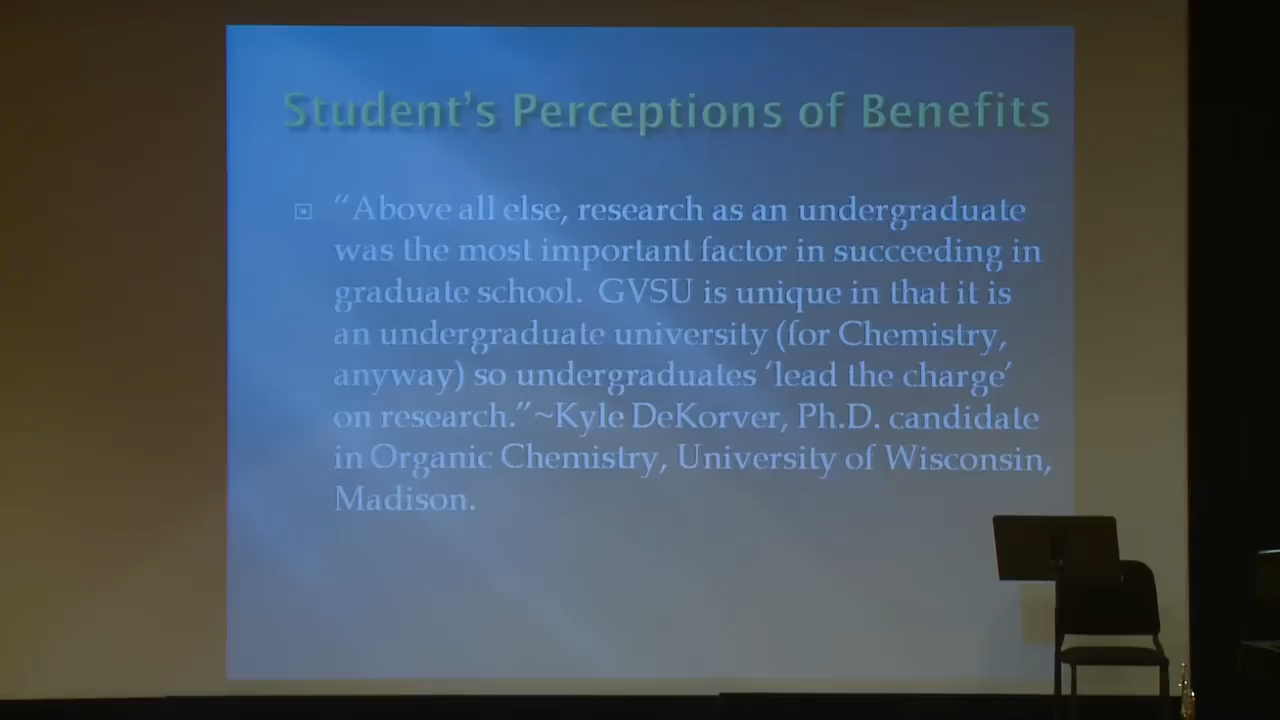 Student's Perceptions of Benefits
“Above all else, research as an undergraduate
was the most important factor in succeeding in
graduate school.  GVSU is unique in that it is
an undergraduate university (for Chemistry,
anyway) so undergraduates ‘lead the charge’
on research.”~Kyle DeKorver, Ph.D. candidate
in Organic Chemistry, University of Wisconsin,
Madison.